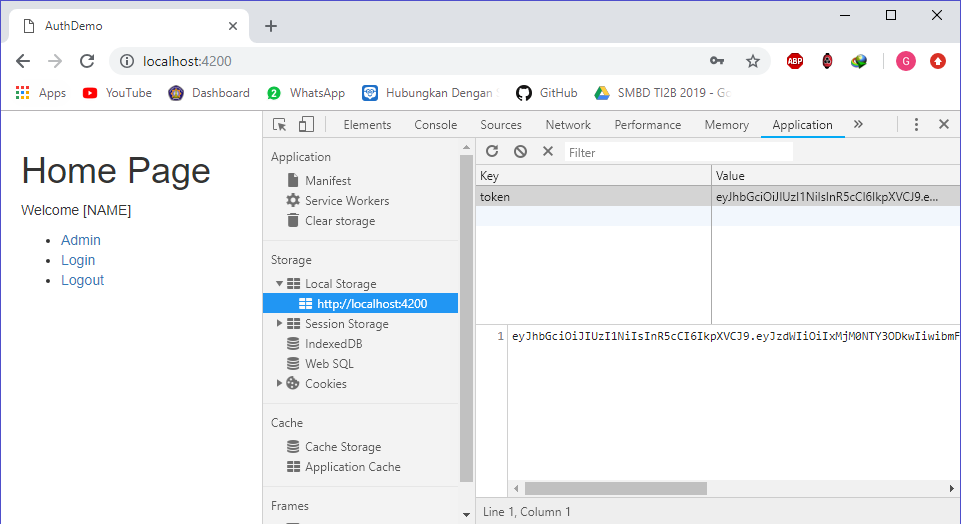 AuthDemo
localhost:4200
Apps YouTube Dashboard WhatsApp Hubungkan Dengan GitHub SMBD TI2B 2019 -
ABP
G
Home Page
Welcome [NAME]
Admin
Login
Logout
Elements Console Sources Network Performance Memory Application
Application
Manifest
Service Workers
Clear storage
Storage
Local Storage
http://localhost:4200
Session Storage
IndexedDB
Web SQL
Cookies
Cache
Cache Storage
Application Cache
Frames
Filter
Key Value
token eyJhbGciOiJIUzI1NiIsInR5cCI6IkpXVCJ9.e...
1 eyJhbGciOiJIUzI1NiIsInR5cCI6IkpXVCJ9.eyJzdWIiOiIxMjM0NTY3ODkwIiwibmF
Line 1, Column 1